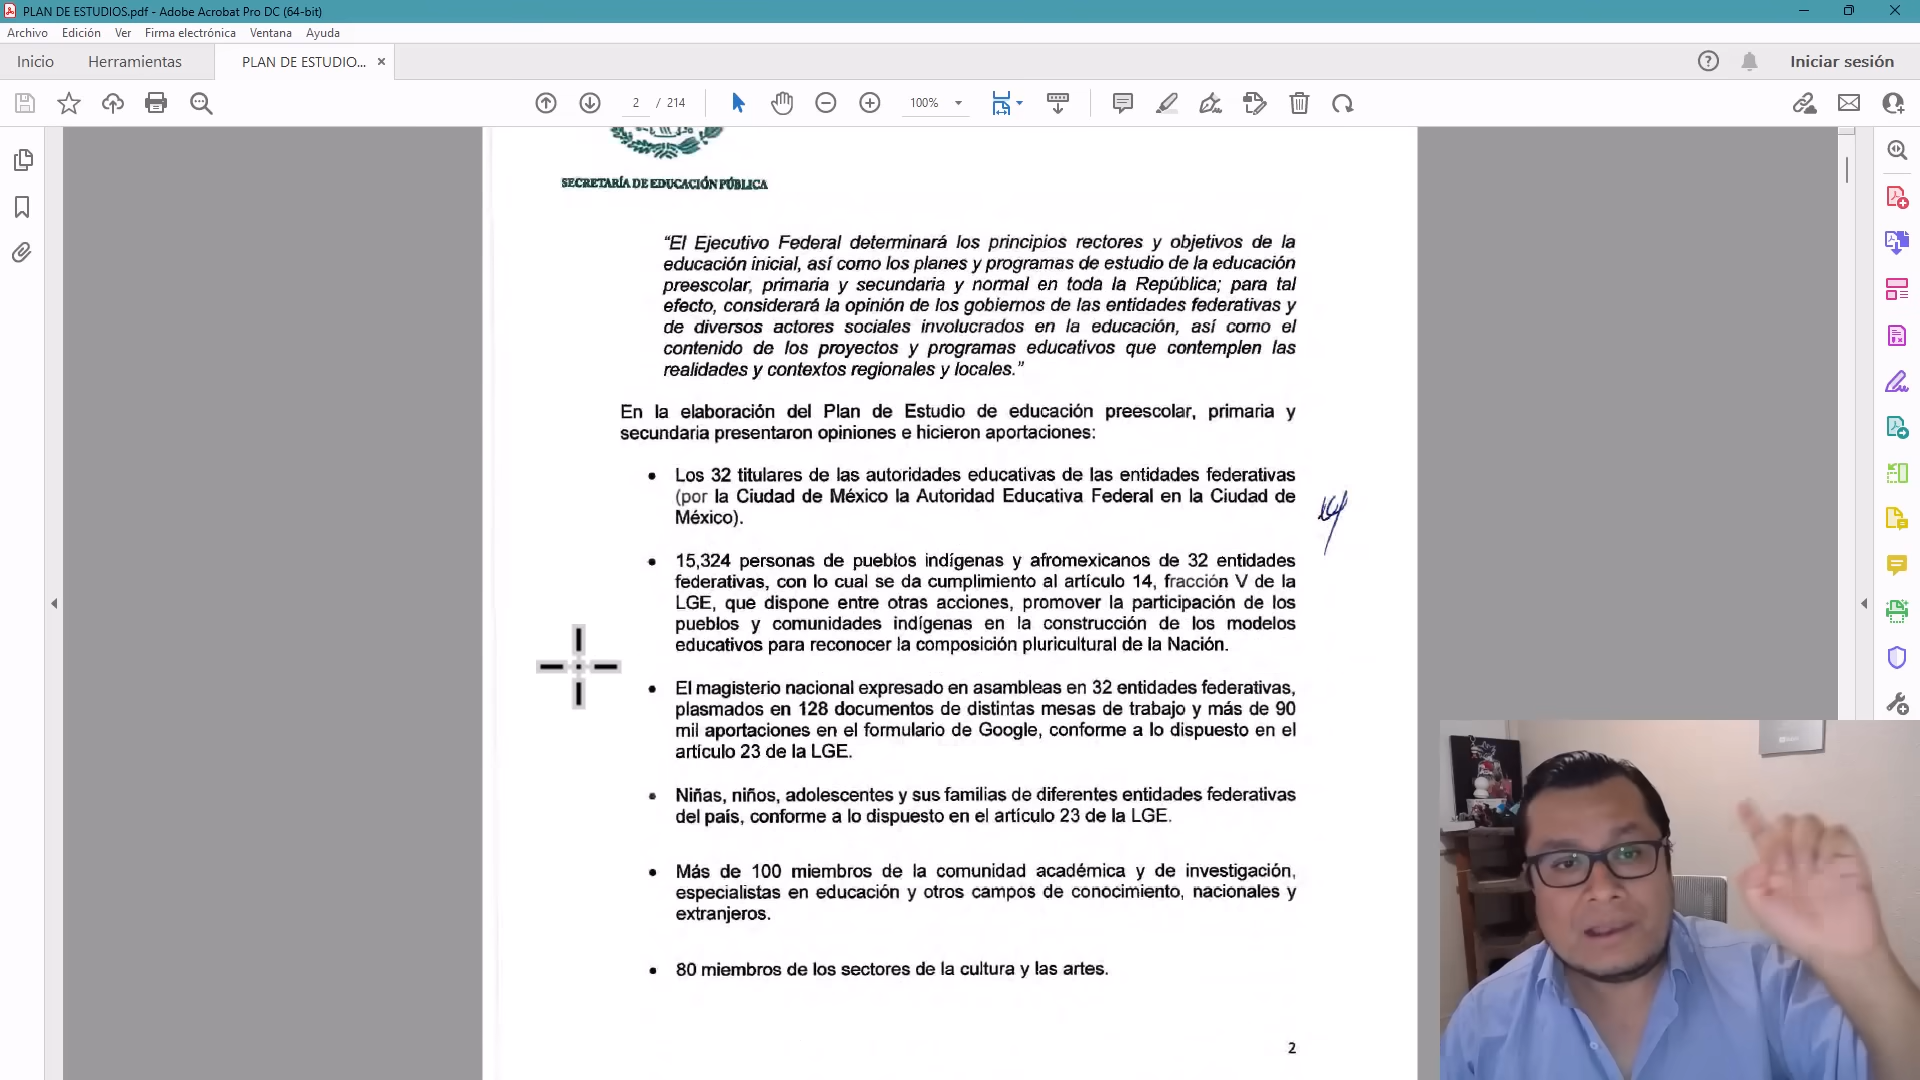 PLAN DE ESTUDIOS.pdf - Adobe Acrobat Pro DC (64-bit)
Archivo Edición Ver Firma electrónica Ventana Ayuda
Inicio Herramientas PLAN DE ESTUDIO... × Iniciar sesión
2 / 214 100%
SECRETARÍA DE EDUCACIÓN PÚBLICA
“El Ejecutivo Federal determinará los principios rectores y objetivos de la
educación inicial, así como los planes y programas de estudio de la educación
preescolar, primaria y secundaria y normal en toda la República; para tal
efecto, considerará la opinión de los gobiernos de las entidades federativas y
de diversos actores sociales involucrados en la educación, así como el
contenido de los proyectos y programas educativos que contemplen las
realidades y contextos regionales y locales.”
En la elaboración del Plan de Estudio de educación preescolar, primaria y
secundaria presentaron opiniones e hicieron aportaciones:
• Los 32 titulares de las autoridades educativas de las entidades federativas
(por la Ciudad de México la Autoridad Educativa Federal en la Ciudad de
México).
• 15,324 personas de pueblos indígenas y afromexicanos de 32 entidades
federativas, con lo cual se da cumplimiento al artículo 14, fracción V de la
LGE, que dispone entre otras acciones, promover la participación de los
pueblos y comunidades indígenas en la construcción de los modelos
educativos para reconocer la composición pluricultural de la Nación.
• El magisterio nacional expresado en asambleas en 32 entidades federativas,
plasmados en 128 documentos de distintas mesas de trabajo y más de 90
mil aportaciones en el formulario de Google, conforme a lo dispuesto en el
artículo 23 de la LGE.
• Niñas, niños, adolescentes y sus familias de diferentes entidades federativas
del país, conforme a lo dispuesto en el artículo 23 de la LGE.
• Más de 100 miembros de la comunidad académica y de investigación,
especialistas en educación y otros campos de conocimiento, nacionales y
extranjeros.
• 80 miembros de los sectores de la cultura y las artes.
2